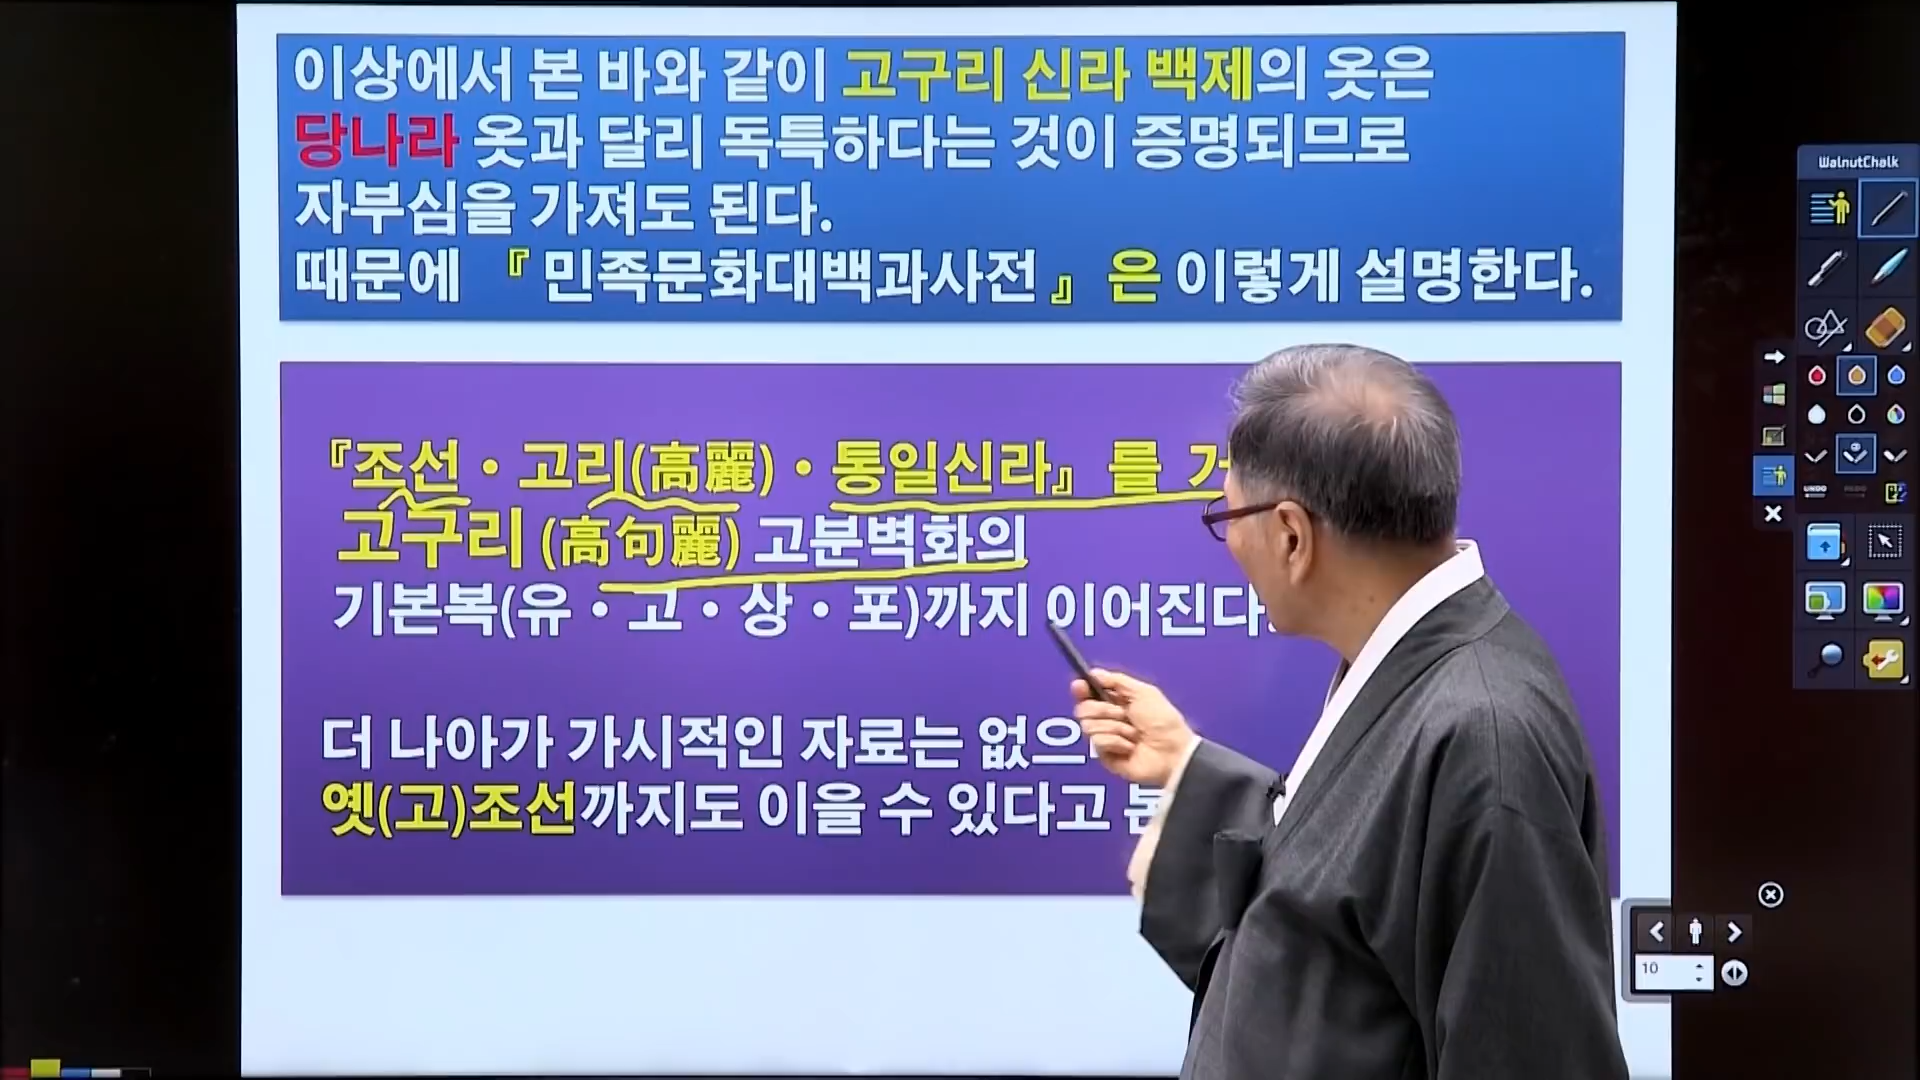 이상에서 본 바와 같이 고구리 신라 백제의 옷은
당나라 옷과 달리 독특하다는 것이 증명되므로
자부심을 가져도 된다.
때문에 『민족문화대백과사전』은 이렇게 설명한다.
『조선・고리(高麗)・통일신라』를
고구리(高句麗) 고분벽화의
기본복(유・고・상・포)까지 이어진다.
더 나아가 가시적인 자료는
옛(고)조선까지도 이을 수 있다고
WalnutChalk
UNDO
REDO
10